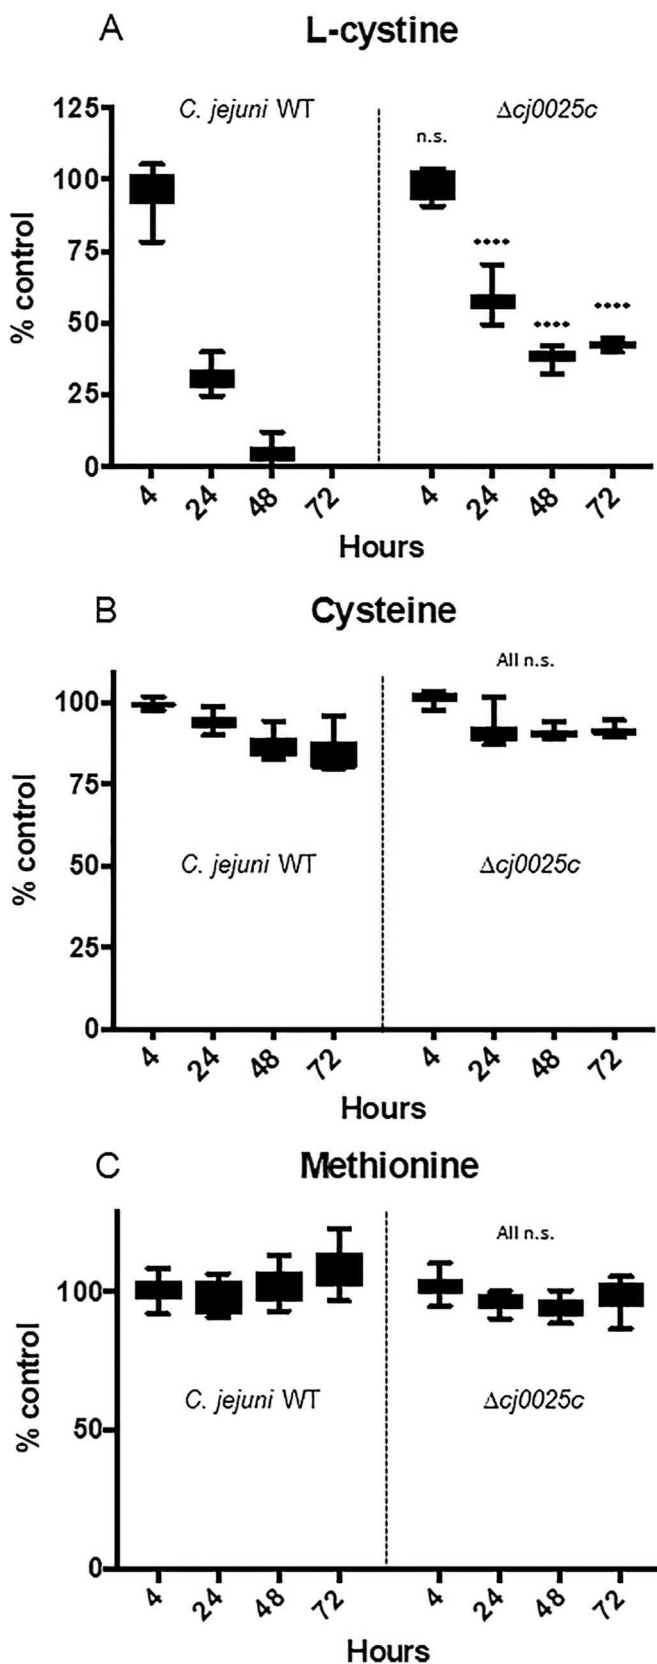 A L-cystine
C. jejuni WT Δcj0025c
n.s.
125
100
75
50
25
0
% control
**** **** ****
4 24 48 72 4 24 48 72
Hours
B Cysteine
All n.s.
100
75
50
25
0
% control
C. jejuni WT Δcj0025c
4 24 48 72 4 24 48 72
Hours
C Methionine
All n.s.
100
50
0
% control
C. jejuni WT Δcj0025c
4 24 48 72 4 24 48 72
Hours